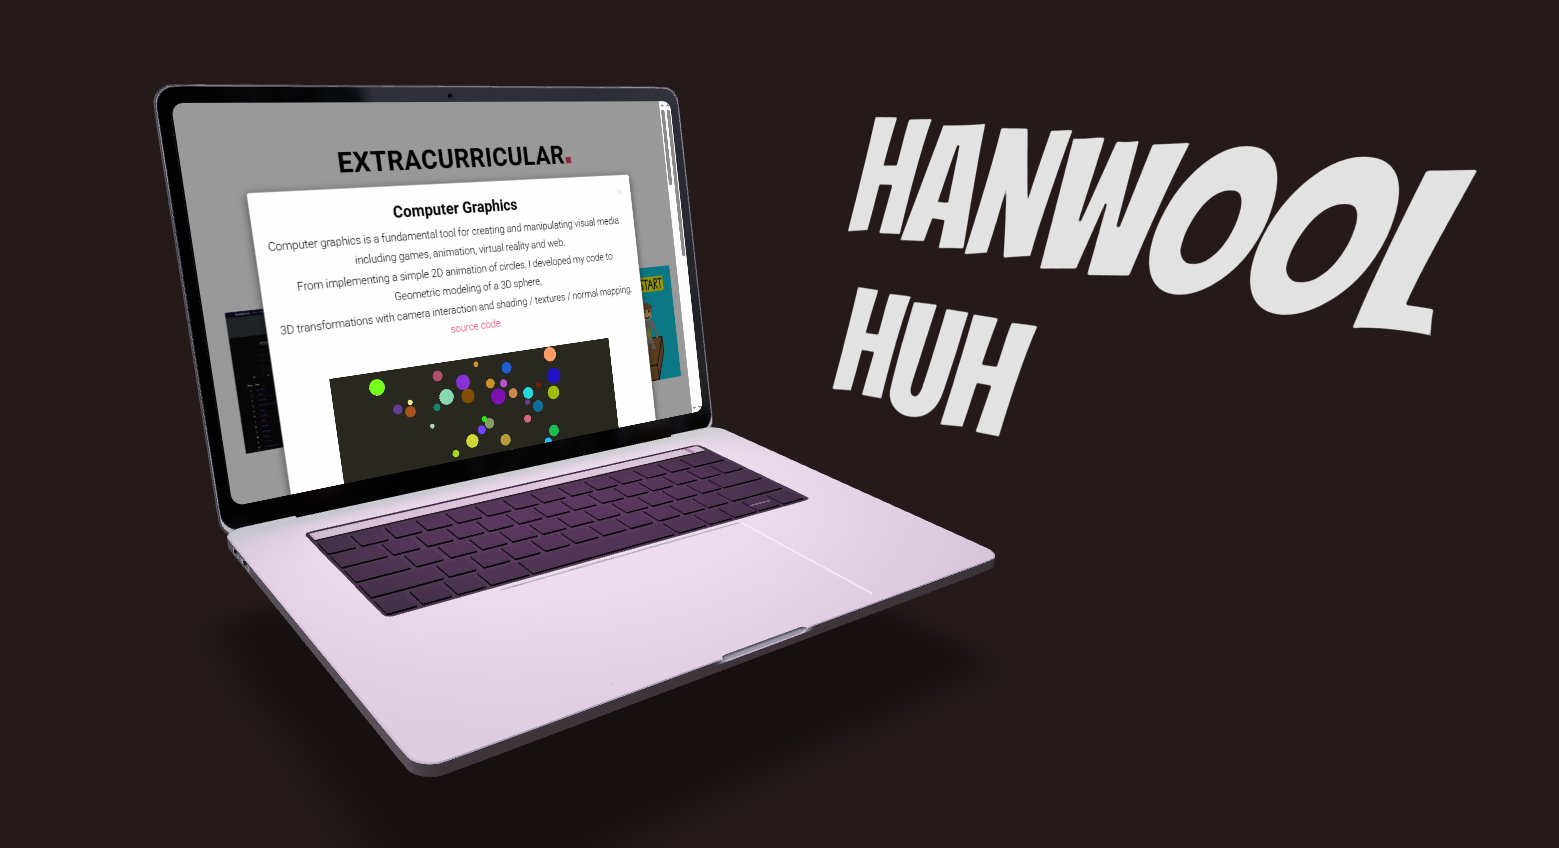 EXTRACURRICULAR.
Computer Graphics
Computer graphics is a fundamental tool for creating and manipulating visual media
including games, animation, virtual reality and web.
From implementing a simple 2D animation of circles, I developed my code to
Geometric modeling of a 3D sphere,
3D transformations with camera interaction and shading / textures / normal mapping.
source code
START
HANWOOL
HUH